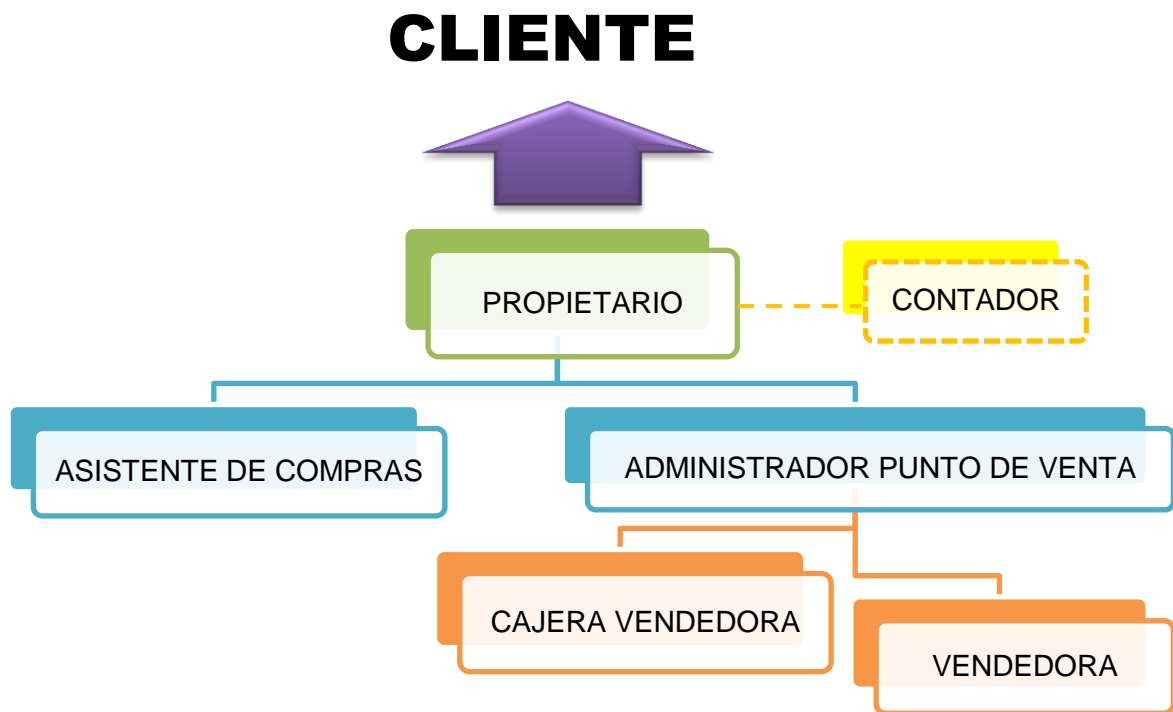 CLIENTE
PROPIETARIO
CONTADOR
ASISTENTE DE COMPRAS
ADMINISTRADOR PUNTO DE VENTA
CAJERA VENDEDORA
VENDEDORA